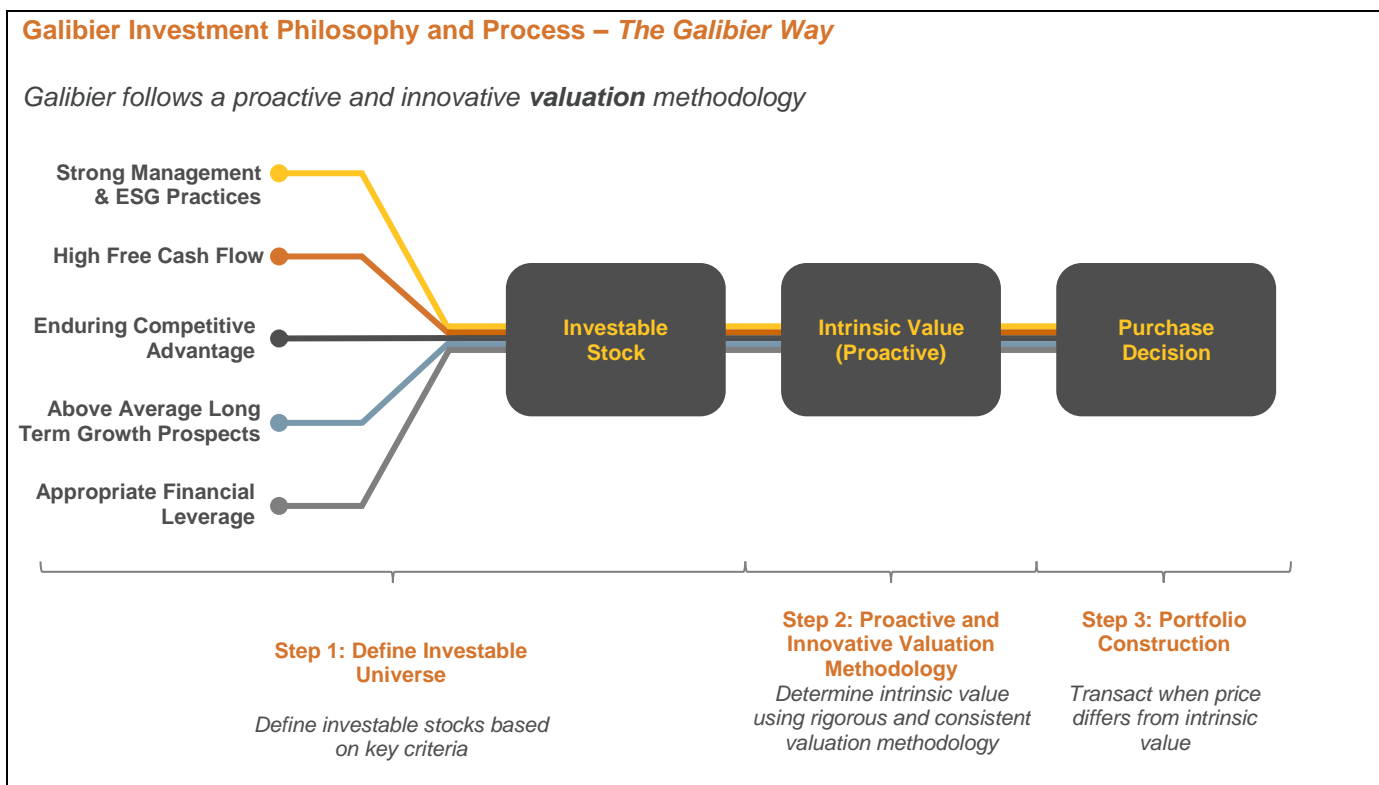 Galibier Investment Philosophy and Process – The Galibier Way
Galibier follows a proactive and innovative valuation methodology
Strong Management
& ESG Practices
High Free Cash Flow
Enduring Competitive
Advantage
Above Average Long
Term Growth Prospects
Appropriate Financial
Leverage
Investable
Stock
Intrinsic Value
(Proactive)
Purchase
Decision
Step 1: Define Investable
Universe
Define investable stocks based
on key criteria
Step 2: Proactive and
Innovative Valuation
Methodology
Determine intrinsic value
using rigorous and consistent
valuation methodology
Step 3: Portfolio
Construction
Transact when price
differs from intrinsic
value